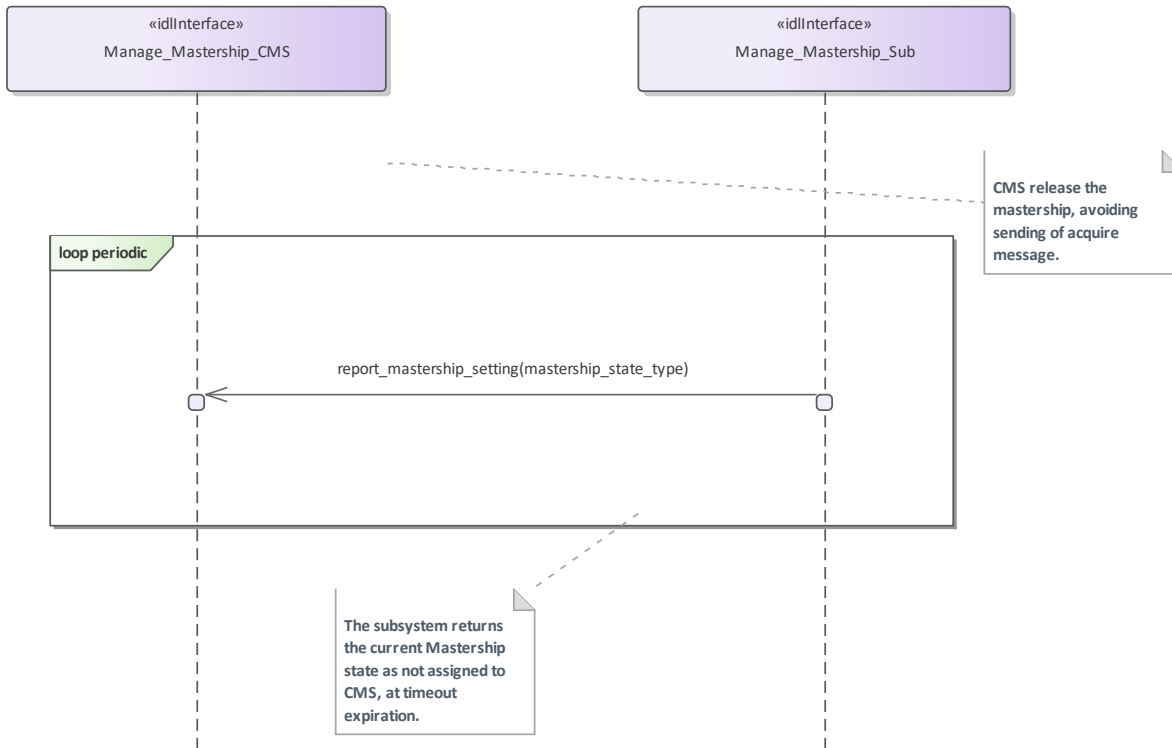 «idlInterface»
Manage_Mastership_CMS
«idlInterface»
Manage_Mastership_Sub
CMS release the
mastership, avoiding
sending of acquire
message.
loop periodic
report_mastership_setting(mastership_state_type)
The subsystem returns
the current Mastership
state as not assigned to
CMS, at timeout
expiration.